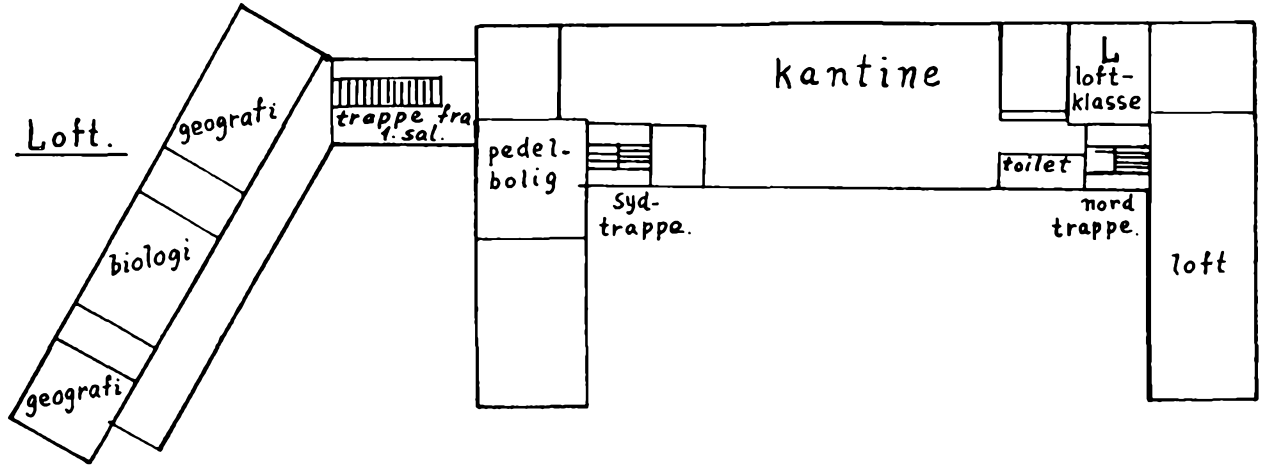 Loft.
geografi
biologi
geografi
trappe fra
1. sal.
pedel-
bolig
syd-
trappe.
kantine
L
loft-
klasse
toilet
nord
trappe.
loft